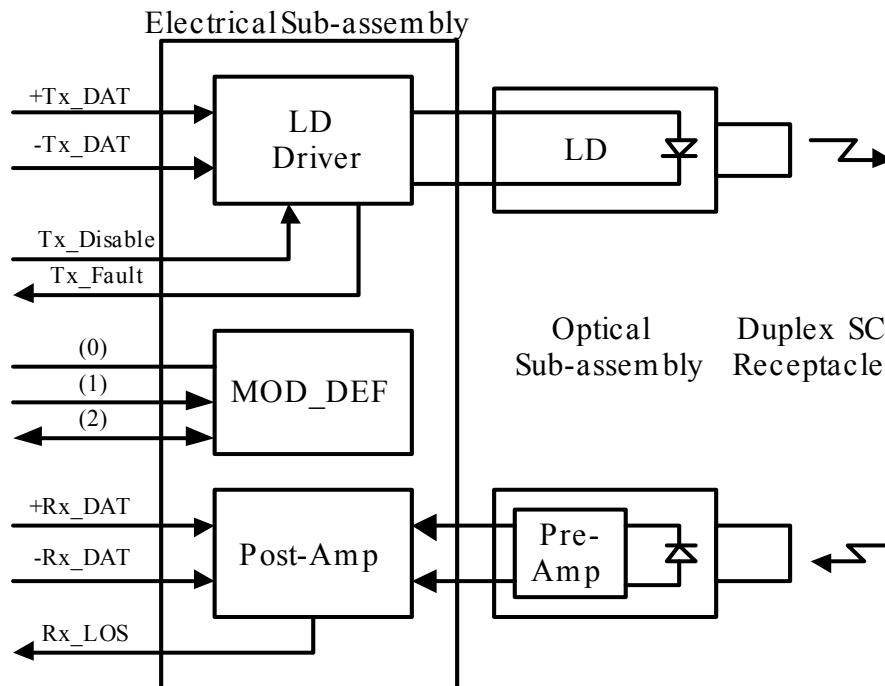 Electrical Sub-assembly
+Tx_DAT
-Tx_DAT
LD
Driver
LD
Tx_Disable
Tx_Fault
(0)
(1)
(2)
MOD_DEF
Optical
Sub-assembly
Duplex SC
Receptacle
+Rx_DAT
-Rx_DAT
Post-Amp
Pre-
Amp
Rx_LOS